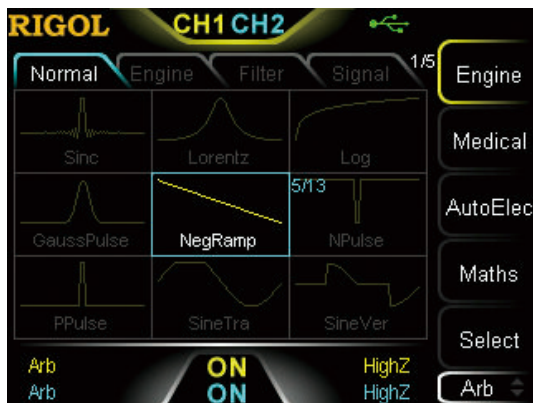 RIGOL CH1 CH2
Normal Engine Filter Signal 1/5
Sinc Lorentz Log
5/13
GaussPulse NegRamp NPulse
PPulse SineTra SineVer
Arb ON HighZ
Arb ON HighZ
Engine
Medical
AutoElec
Maths
Select
Arb